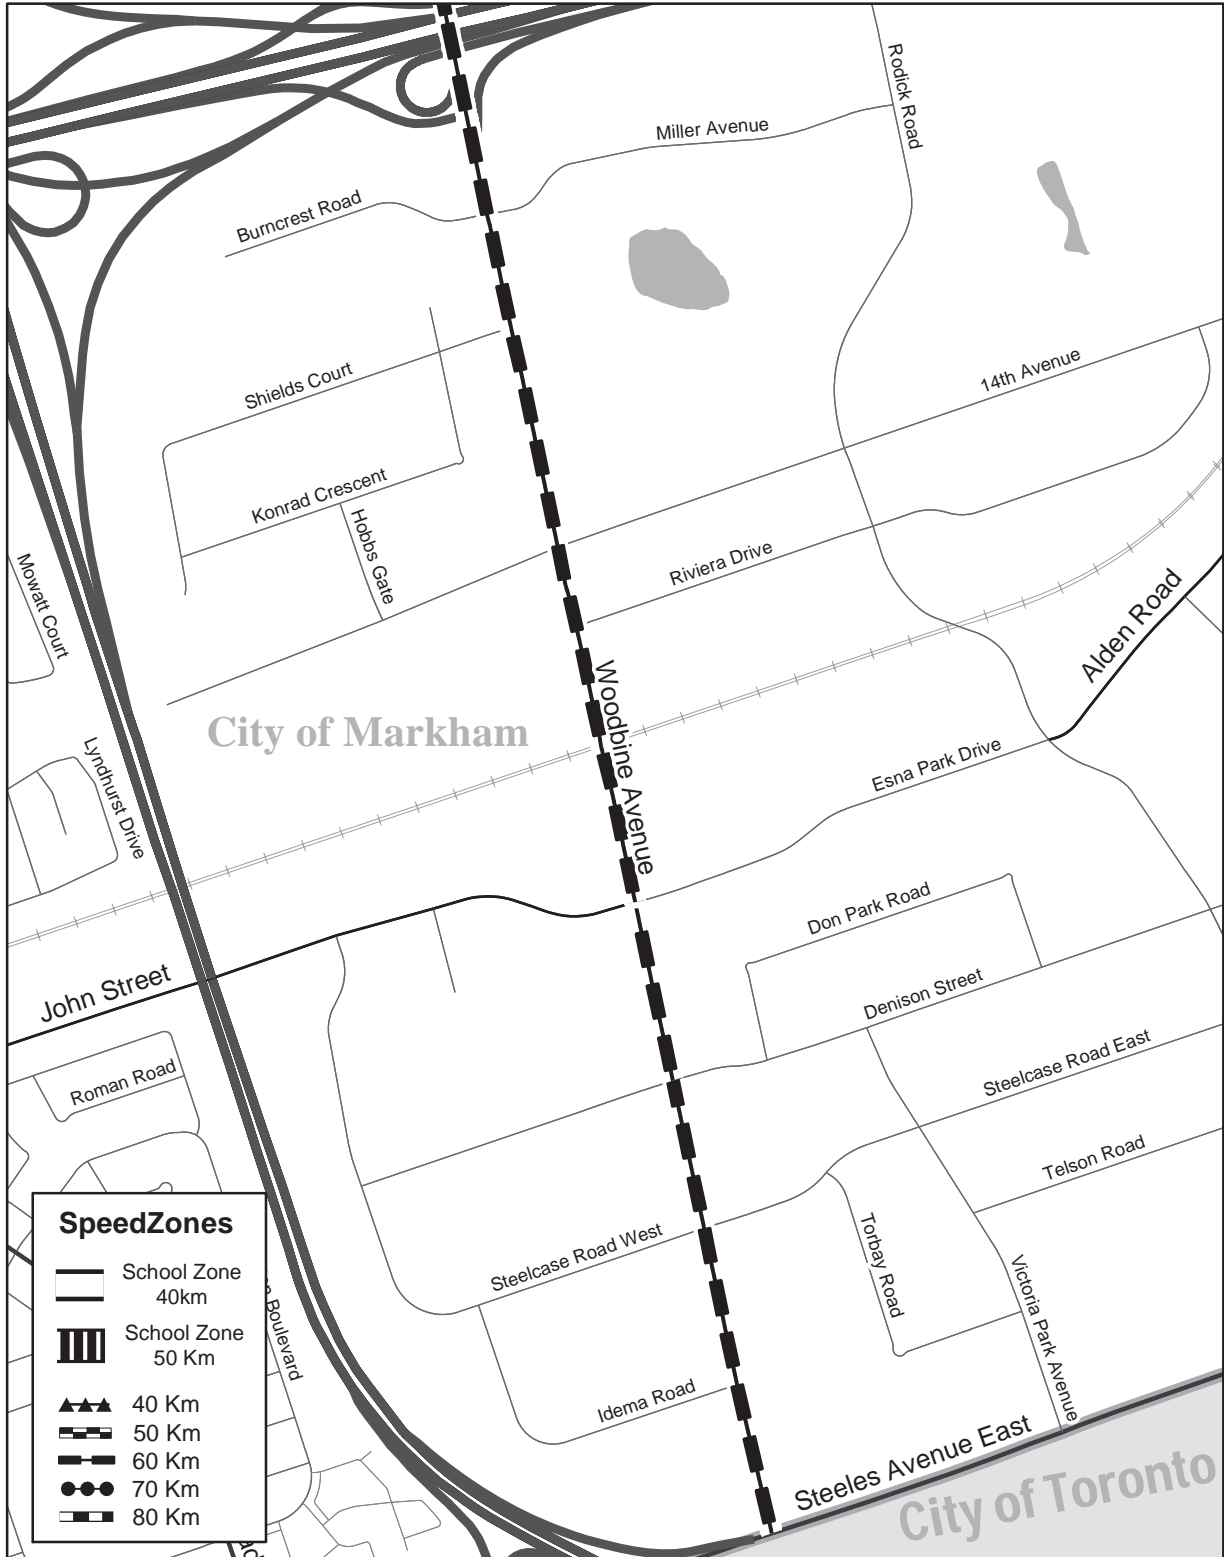 Rodick Road
Miller Avenue
Burncrest Road
14th Avenue
Shields Court
Konrad Crescent
Hobbs Gate
Riviera Drive
Mowatt Court
Alden Road
Woodbine Avenue
City of Markham
Lyndhurst Drive
Esna Park Drive
Don Park Road
John Street
Denison Street
Steelcase Road East
Roman Road
Telson Road
Steelcase Road West
Torbay Road
Victoria Park Avenue
Boulevard
Idema Road
Steeles Avenue East
City of Toronto
SpeedZones
School Zone
40km
School Zone
50 Km
40 Km
50 Km
60 Km
70 Km
80 Km